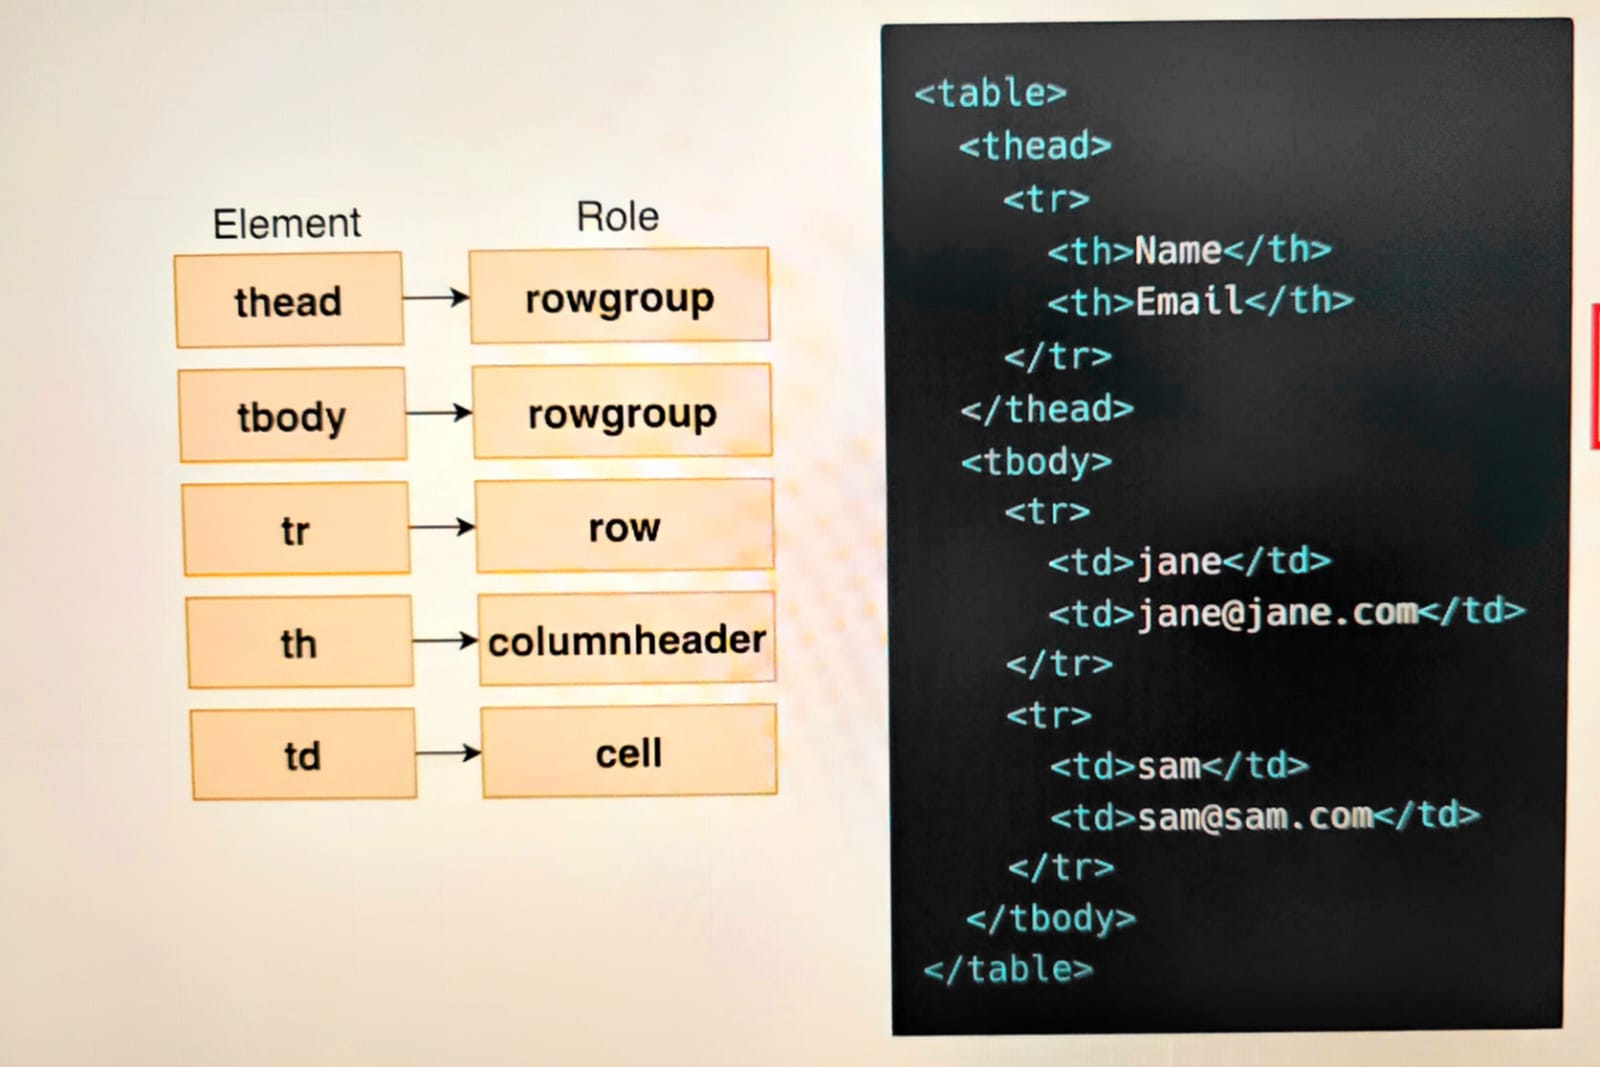 Element Role
thead rowgroup
tbody rowgroup
tr row
th columnheader
td cell
<table>
<thead>
<tr>
<th>Name</th>
<th>Email</th>
</tr>
</thead>
<tbody>
<tr>
<td>jane</td>
<td>jane@jane.com</td>
</tr>
<tr>
<td>sam</td>
<td>sam@sam.com</td>
</tr>
</tbody>
</table>